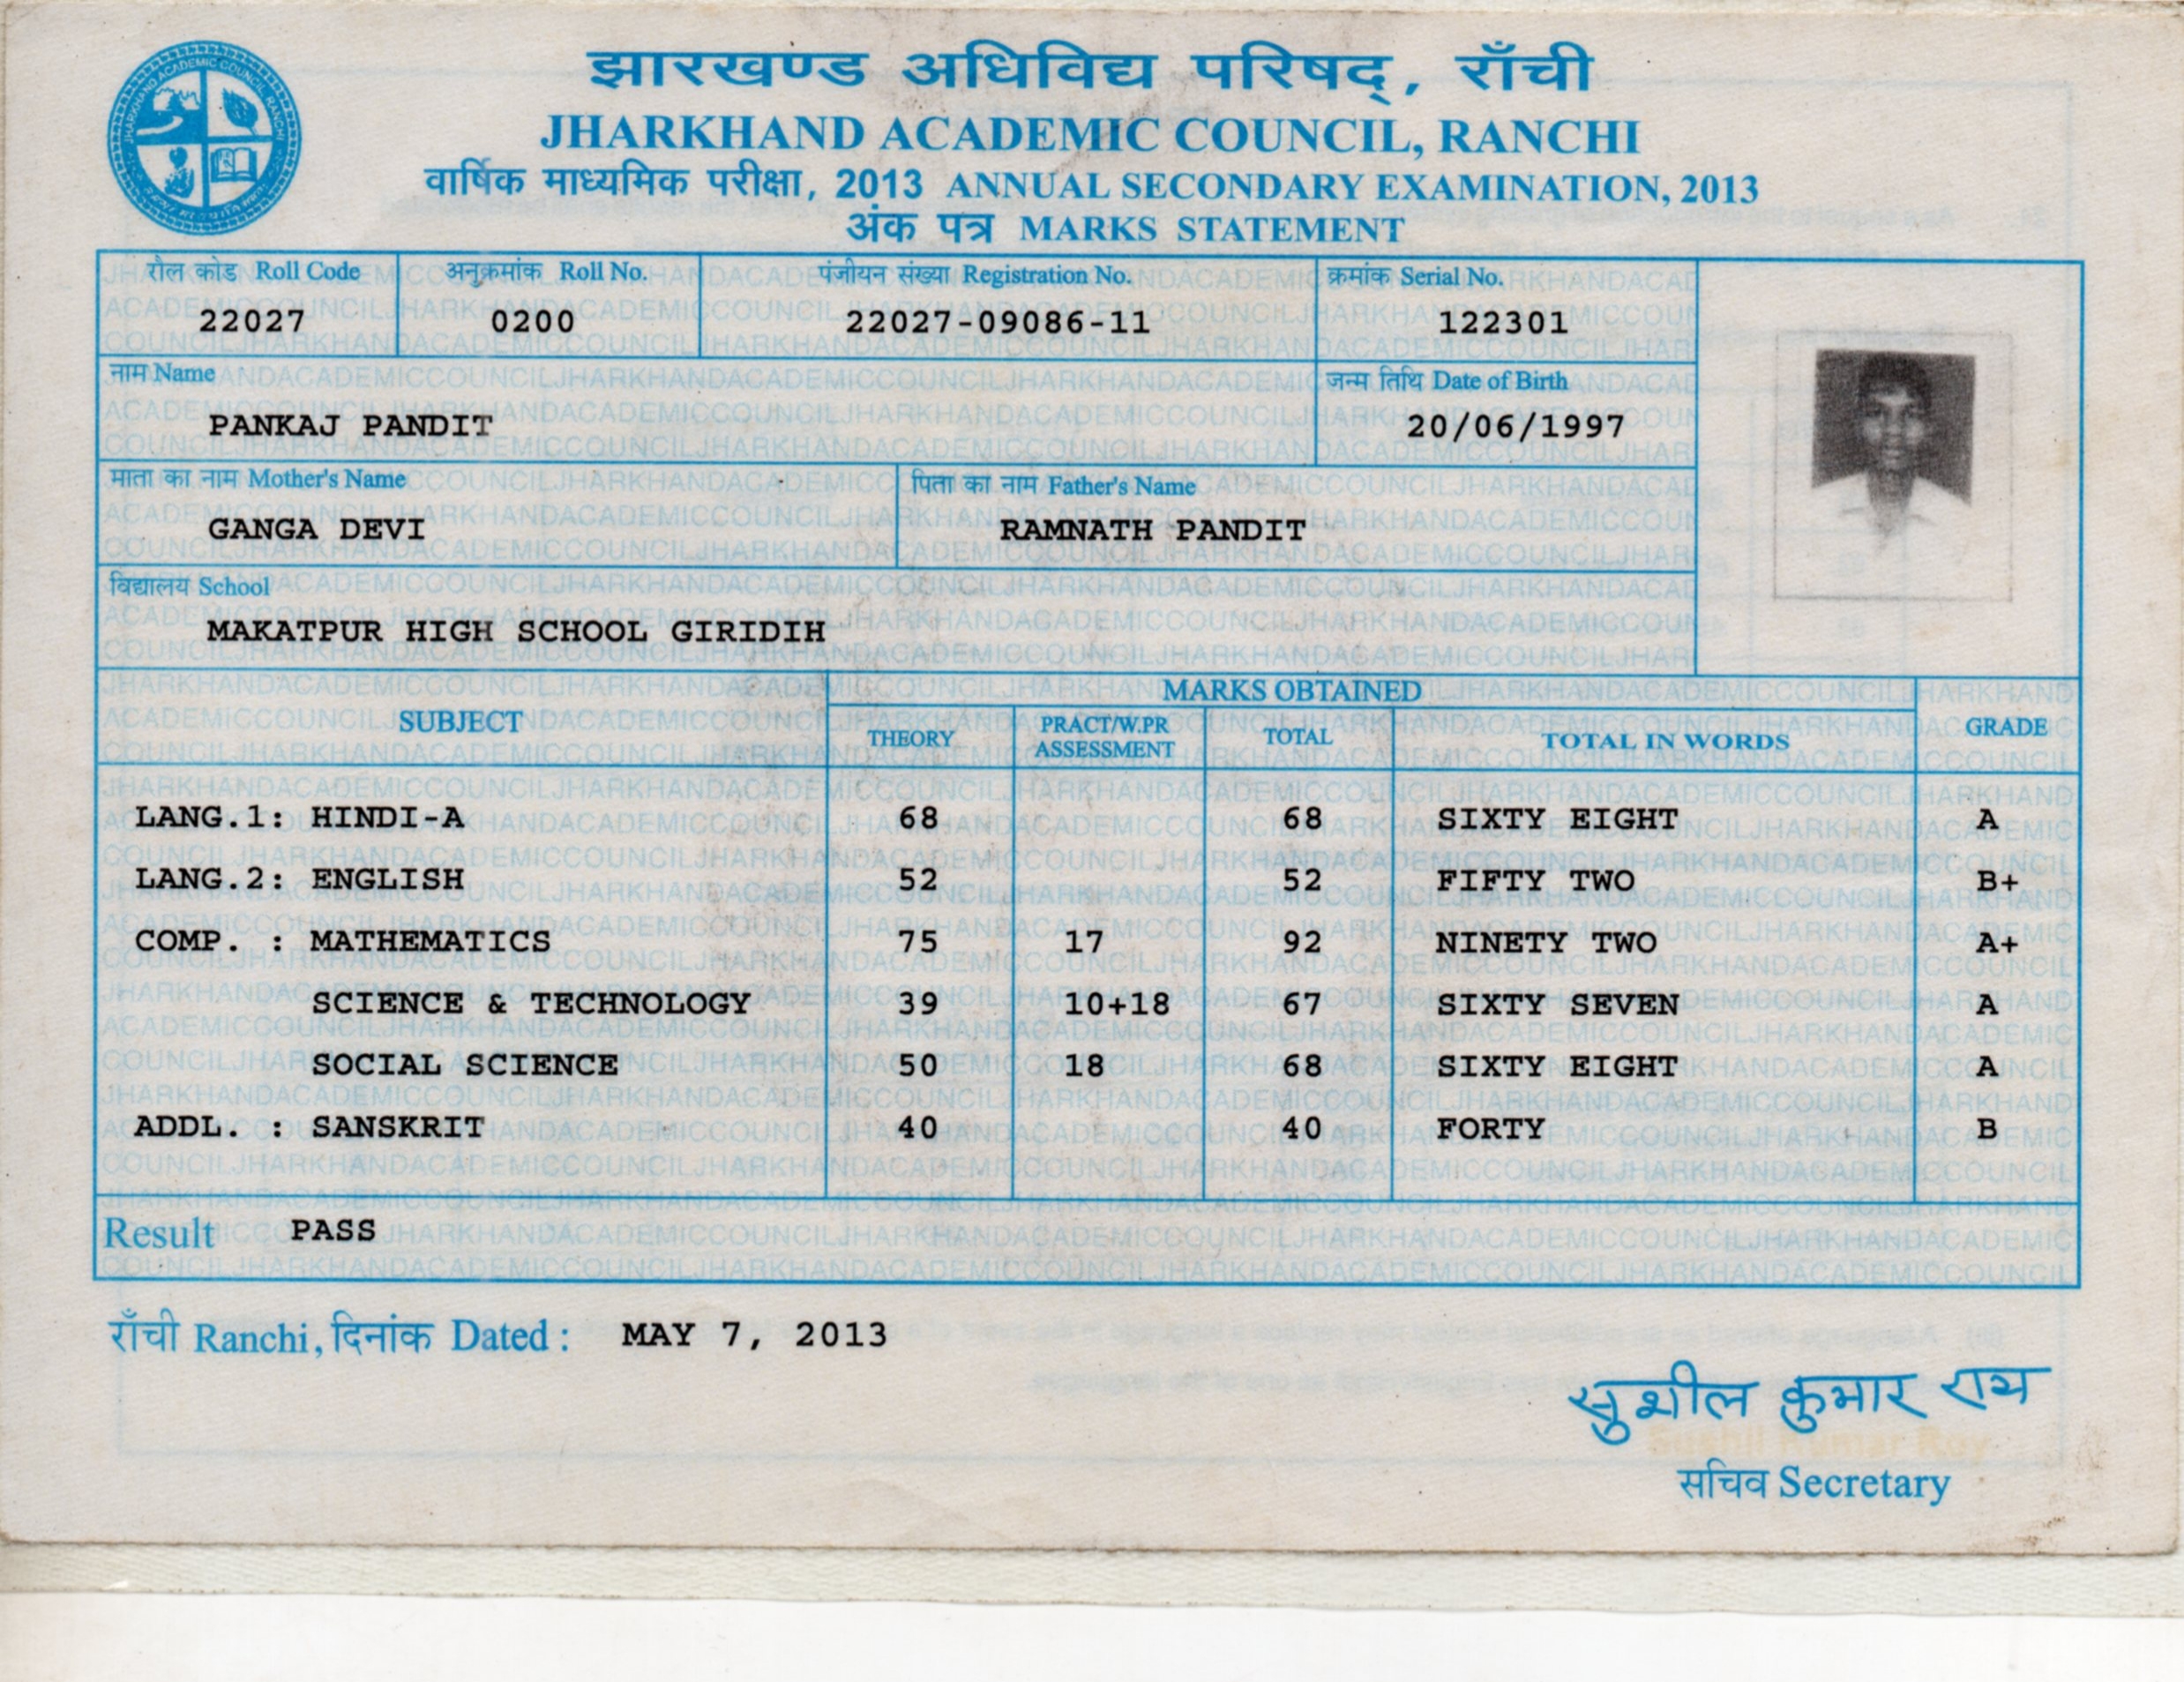 झारखण्ड अधिविद्य परिषद्, राँची
JHARKHAND ACADEMIC COUNCIL, RANCHI
वार्षिक माध्यमिक परीक्षा, 2013 ANNUAL SECONDARY EXAMINATION, 2013
अंक पत्र MARKS STATEMENT
रौल कोड Roll Code अनुक्रमांक Roll No. पंजीयन संख्या Registration No. क्रमांक Serial No.
22027 0200 22027-09086-11 122301
नाम Name जन्म तिथि Date of Birth
PANKAJ PANDIT 20/06/1997
माता का नाम Mother's Name पिता का नाम Father's Name
GANGA DEVI RAMNATH PANDIT
विद्यालय School
MAKATPUR HIGH SCHOOL GIRIDIH
MARKS OBTAINED
SUBJECT THEORY PRACT/W.PR ASSESSMENT TOTAL TOTAL IN WORDS GRADE
LANG.1: HINDI-A 68 68 SIXTY EIGHT A
LANG.2: ENGLISH 52 52 FIFTY TWO B+
COMP. : MATHEMATICS 75 17 92 NINETY TWO A+
SCIENCE & TECHNOLOGY 39 10+18 67 SIXTY SEVEN A
SOCIAL SCIENCE 50 18 68 SIXTY EIGHT A
ADDL. : SANSKRIT 40 40 FORTY B
Result PASS
राँची Ranchi, दिनांक Dated : MAY 7, 2013
सुशील कुमार राय
Sushil Kumar Roy
सचिव Secretary